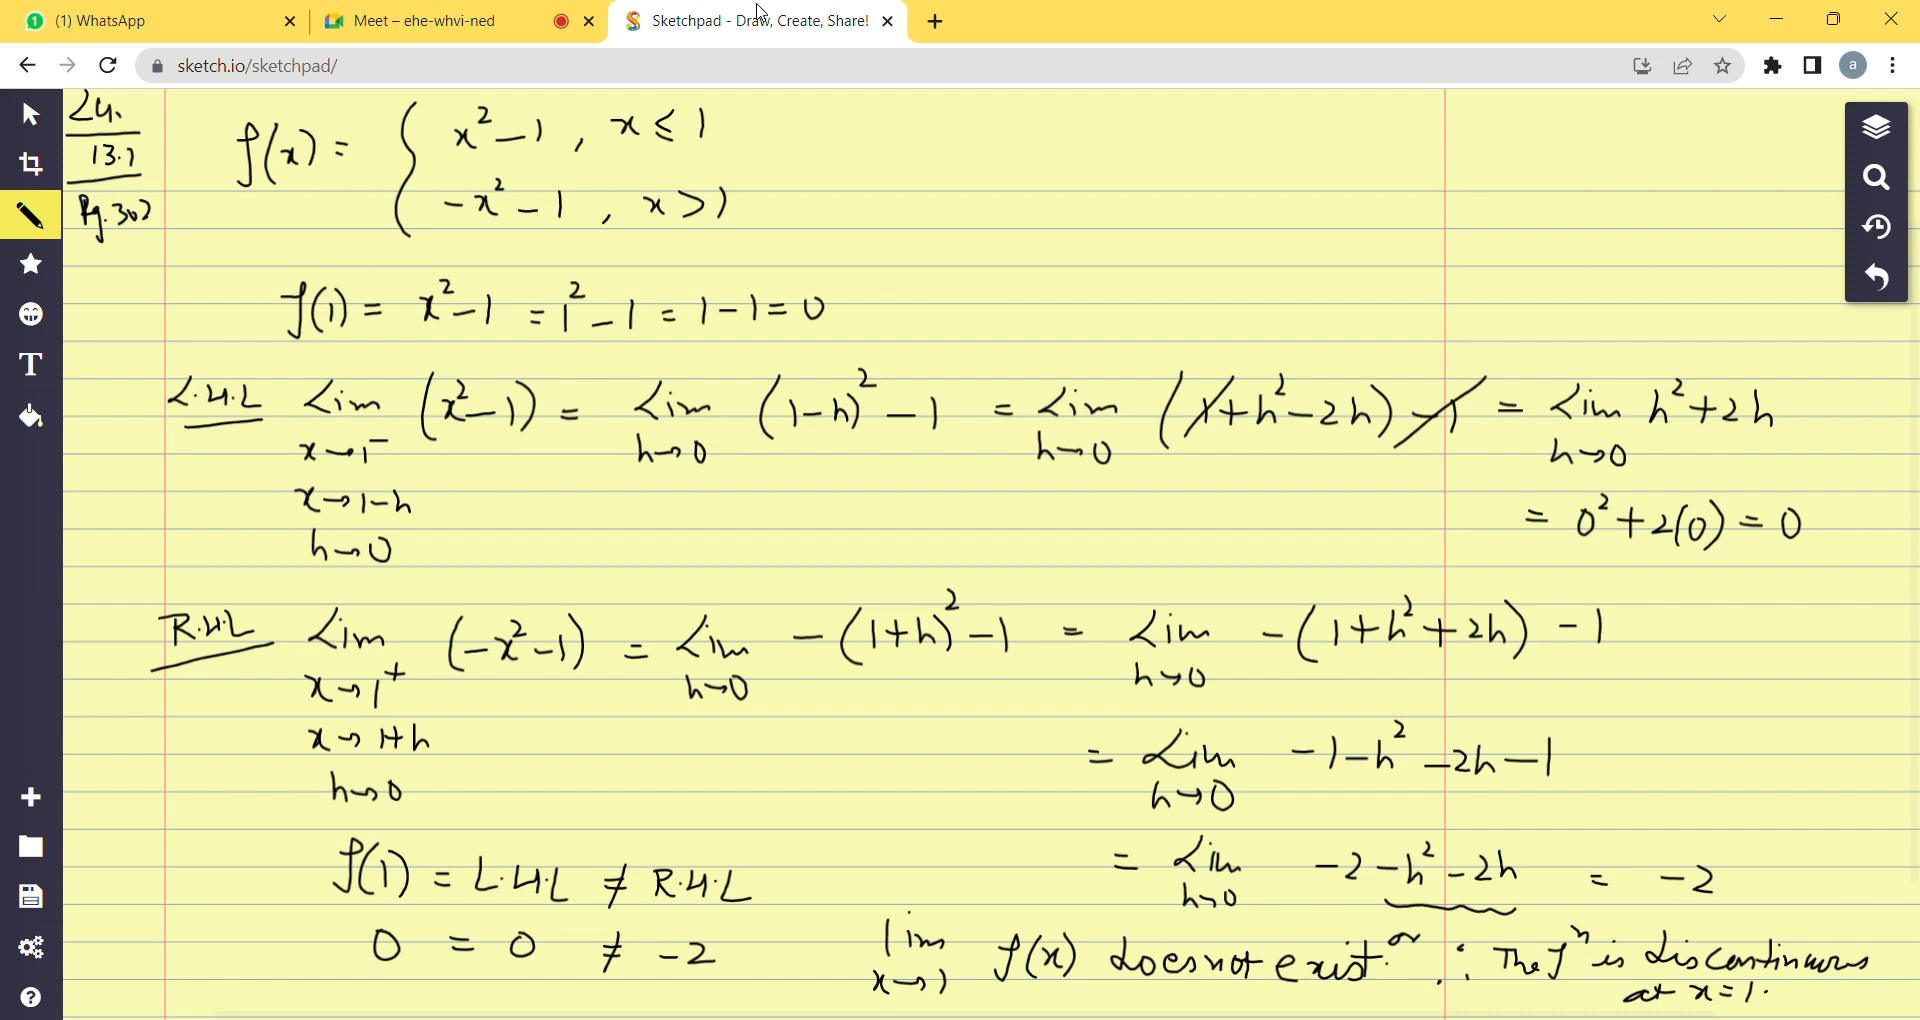 (1) WhatsApp
Meet – ehe-whvi-ned
Sketchpad - Draw, Create, Share!
sketch.io/sketchpad/
a
24.
13.1
Pg.302
f(x) = { x² – 1 , x ≤ 1
-x² – 1 , x > 1
f(1) = x² – 1 = 1² – 1 = 1 – 1 = 0
L.H.L Lim (x² – 1) = Lim (1 – h)² – 1 = Lim (1 + h² – 2h) – 1 = Lim h² + 2h
x→1⁻ h→0 h→0 h→0
x→1–h = 0² + 2(0) = 0
h→0
R.H.L Lim (-x² – 1) = Lim – (1+h)² – 1 = Lim – (1 + h² + 2h) – 1
x→1⁺ h→0 h→0
x→1+h = Lim -1 – h² – 2h – 1
h→0 h→0
f(1) = L.H.L ≠ R.H.L = Lim -2 – h² – 2h = -2
h→0
0 = 0 ≠ -2 lim f(x) does not exist. or ∴ The fⁿ is discontinuous
x→1 at x = 1.